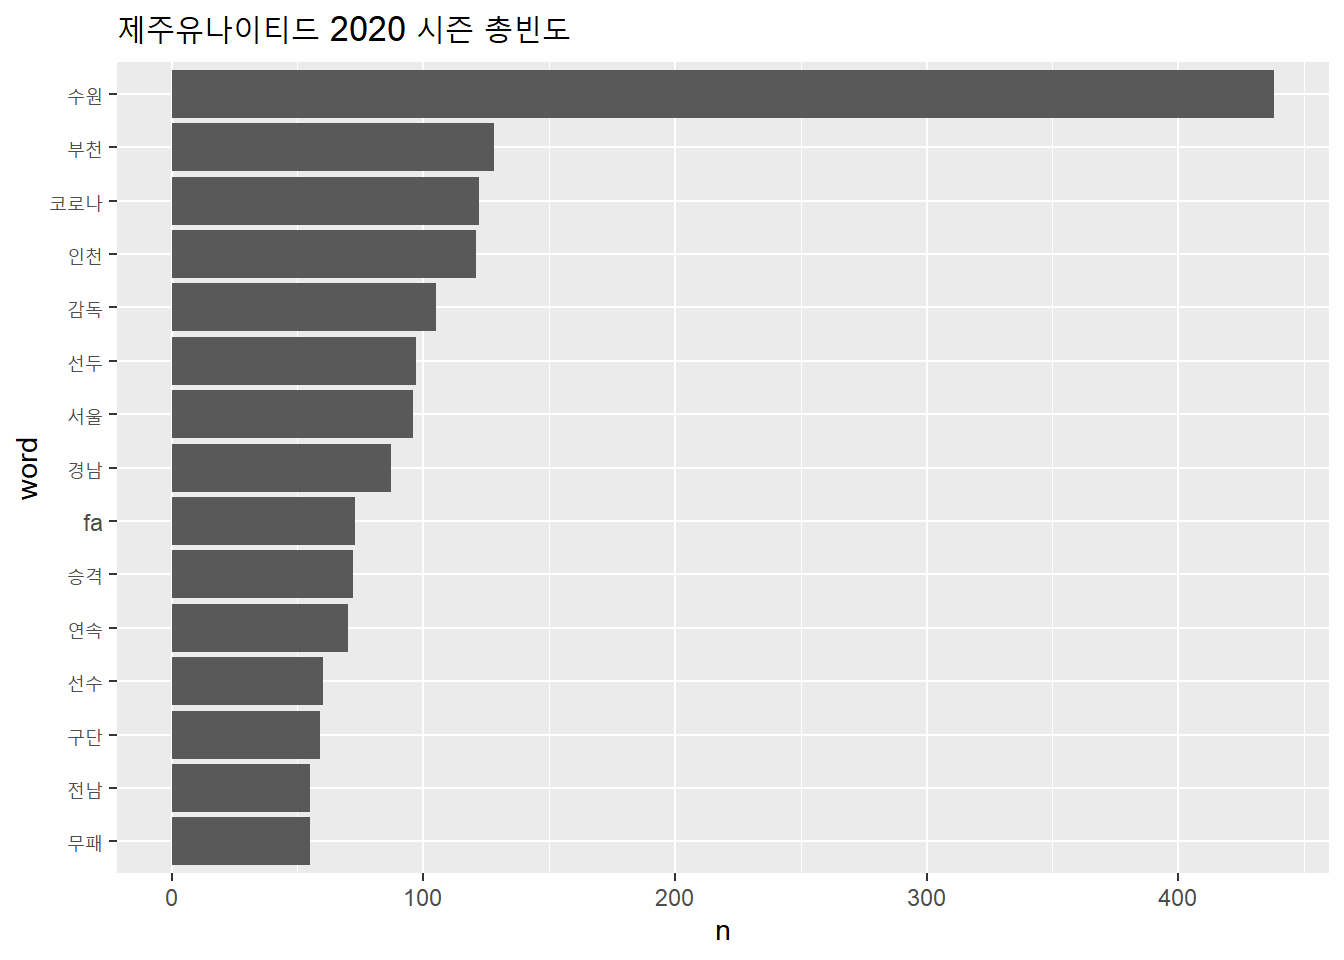 제주유나이티드 2020 시즌 총빈도
수원
부천
코로나
인천
감독
선두
서울
경남
fa
승격
연속
선수
구단
전남
무패
word
0 100 200 300 400
n